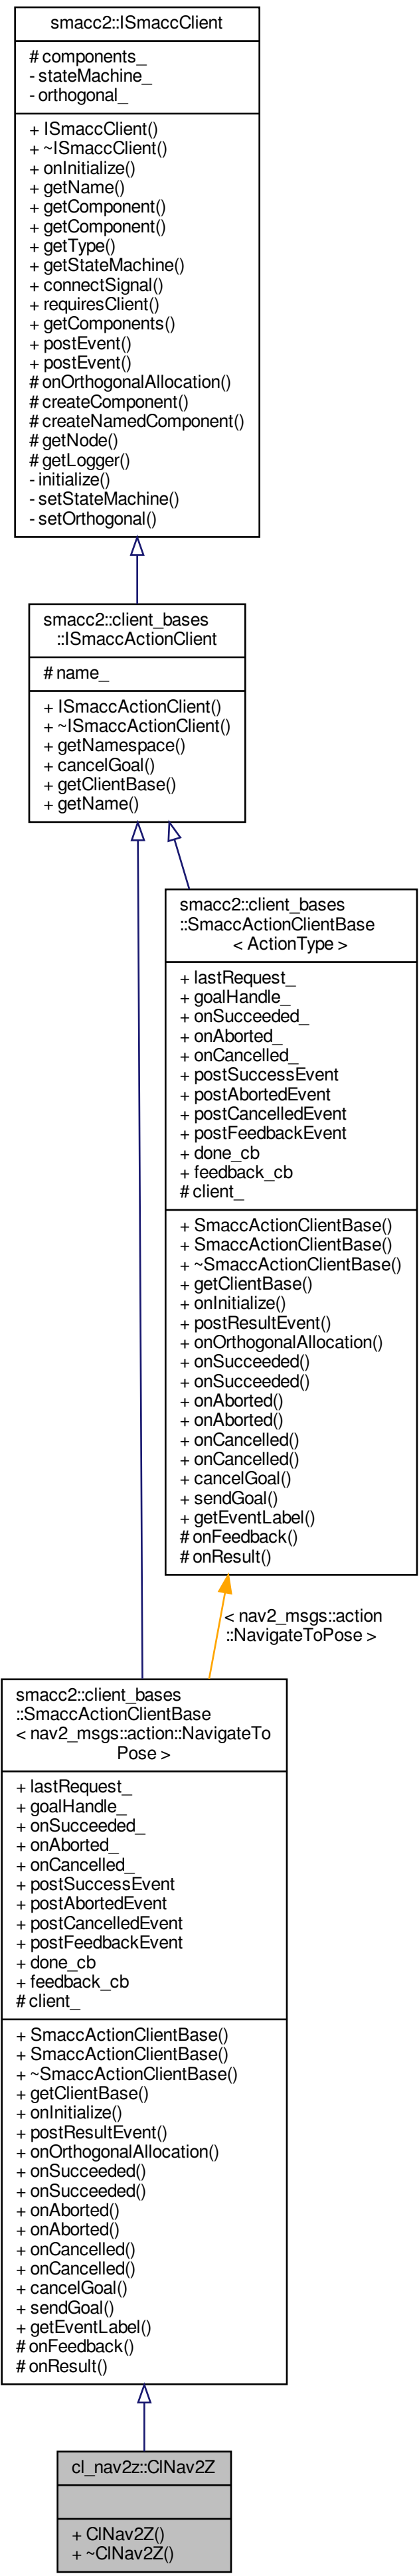 smacc2::ISmaccClient
# components_
- stateMachine_
- orthogonal_
+ ISmaccClient()
+ ~ISmaccClient()
+ onInitialize()
+ getName()
+ getComponent()
+ getComponent()
+ getType()
+ getStateMachine()
+ connectSignal()
+ requiresClient()
+ getComponents()
+ postEvent()
+ postEvent()
# onOrthogonalAllocation()
# createComponent()
# createNamedComponent()
# getNode()
# getLogger()
- initialize()
- setStateMachine()
- setOrthogonal()
smacc2::client_bases
::ISmaccActionClient
# name_
+ ISmaccActionClient()
+ ~ISmaccActionClient()
+ getNamespace()
+ cancelGoal()
+ getClientBase()
+ getName()
smacc2::client_bases
::SmaccActionClientBase
< ActionType >
+ lastRequest_
+ goalHandle_
+ onSucceeded_
+ onAborted_
+ onCancelled_
+ postSuccessEvent
+ postAbortedEvent
+ postCancelledEvent
+ postFeedbackEvent
+ done_cb
+ feedback_cb
# client_
+ SmaccActionClientBase()
+ SmaccActionClientBase()
+ ~SmaccActionClientBase()
+ getClientBase()
+ onInitialize()
+ postResultEvent()
+ onOrthogonalAllocation()
+ onSucceeded()
+ onSucceeded()
+ onAborted()
+ onAborted()
+ onCancelled()
+ onCancelled()
+ cancelGoal()
+ sendGoal()
+ getEventLabel()
# onFeedback()
# onResult()
< nav2_msgs::action
::NavigateToPose >
smacc2::client_bases
::SmaccActionClientBase
< nav2_msgs::action::NavigateTo
Pose >
+ lastRequest_
+ goalHandle_
+ onSucceeded_
+ onAborted_
+ onCancelled_
+ postSuccessEvent
+ postAbortedEvent
+ postCancelledEvent
+ postFeedbackEvent
+ done_cb
+ feedback_cb
# client_
+ SmaccActionClientBase()
+ SmaccActionClientBase()
+ ~SmaccActionClientBase()
+ getClientBase()
+ onInitialize()
+ postResultEvent()
+ onOrthogonalAllocation()
+ onSucceeded()
+ onSucceeded()
+ onAborted()
+ onAborted()
+ onCancelled()
+ onCancelled()
+ cancelGoal()
+ sendGoal()
+ getEventLabel()
# onFeedback()
# onResult()
cl_nav2z::ClNav2Z
+ ClNav2Z()
+ ~ClNav2Z()